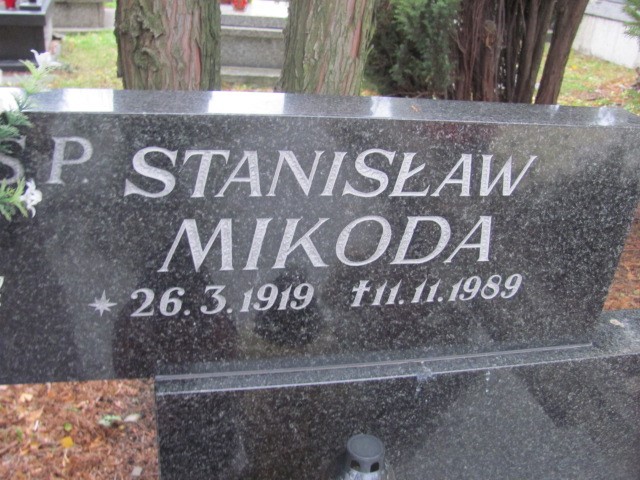 Ś.P. STANISŁAW
MIKODA
* 26.3.1919 †11.11.1989